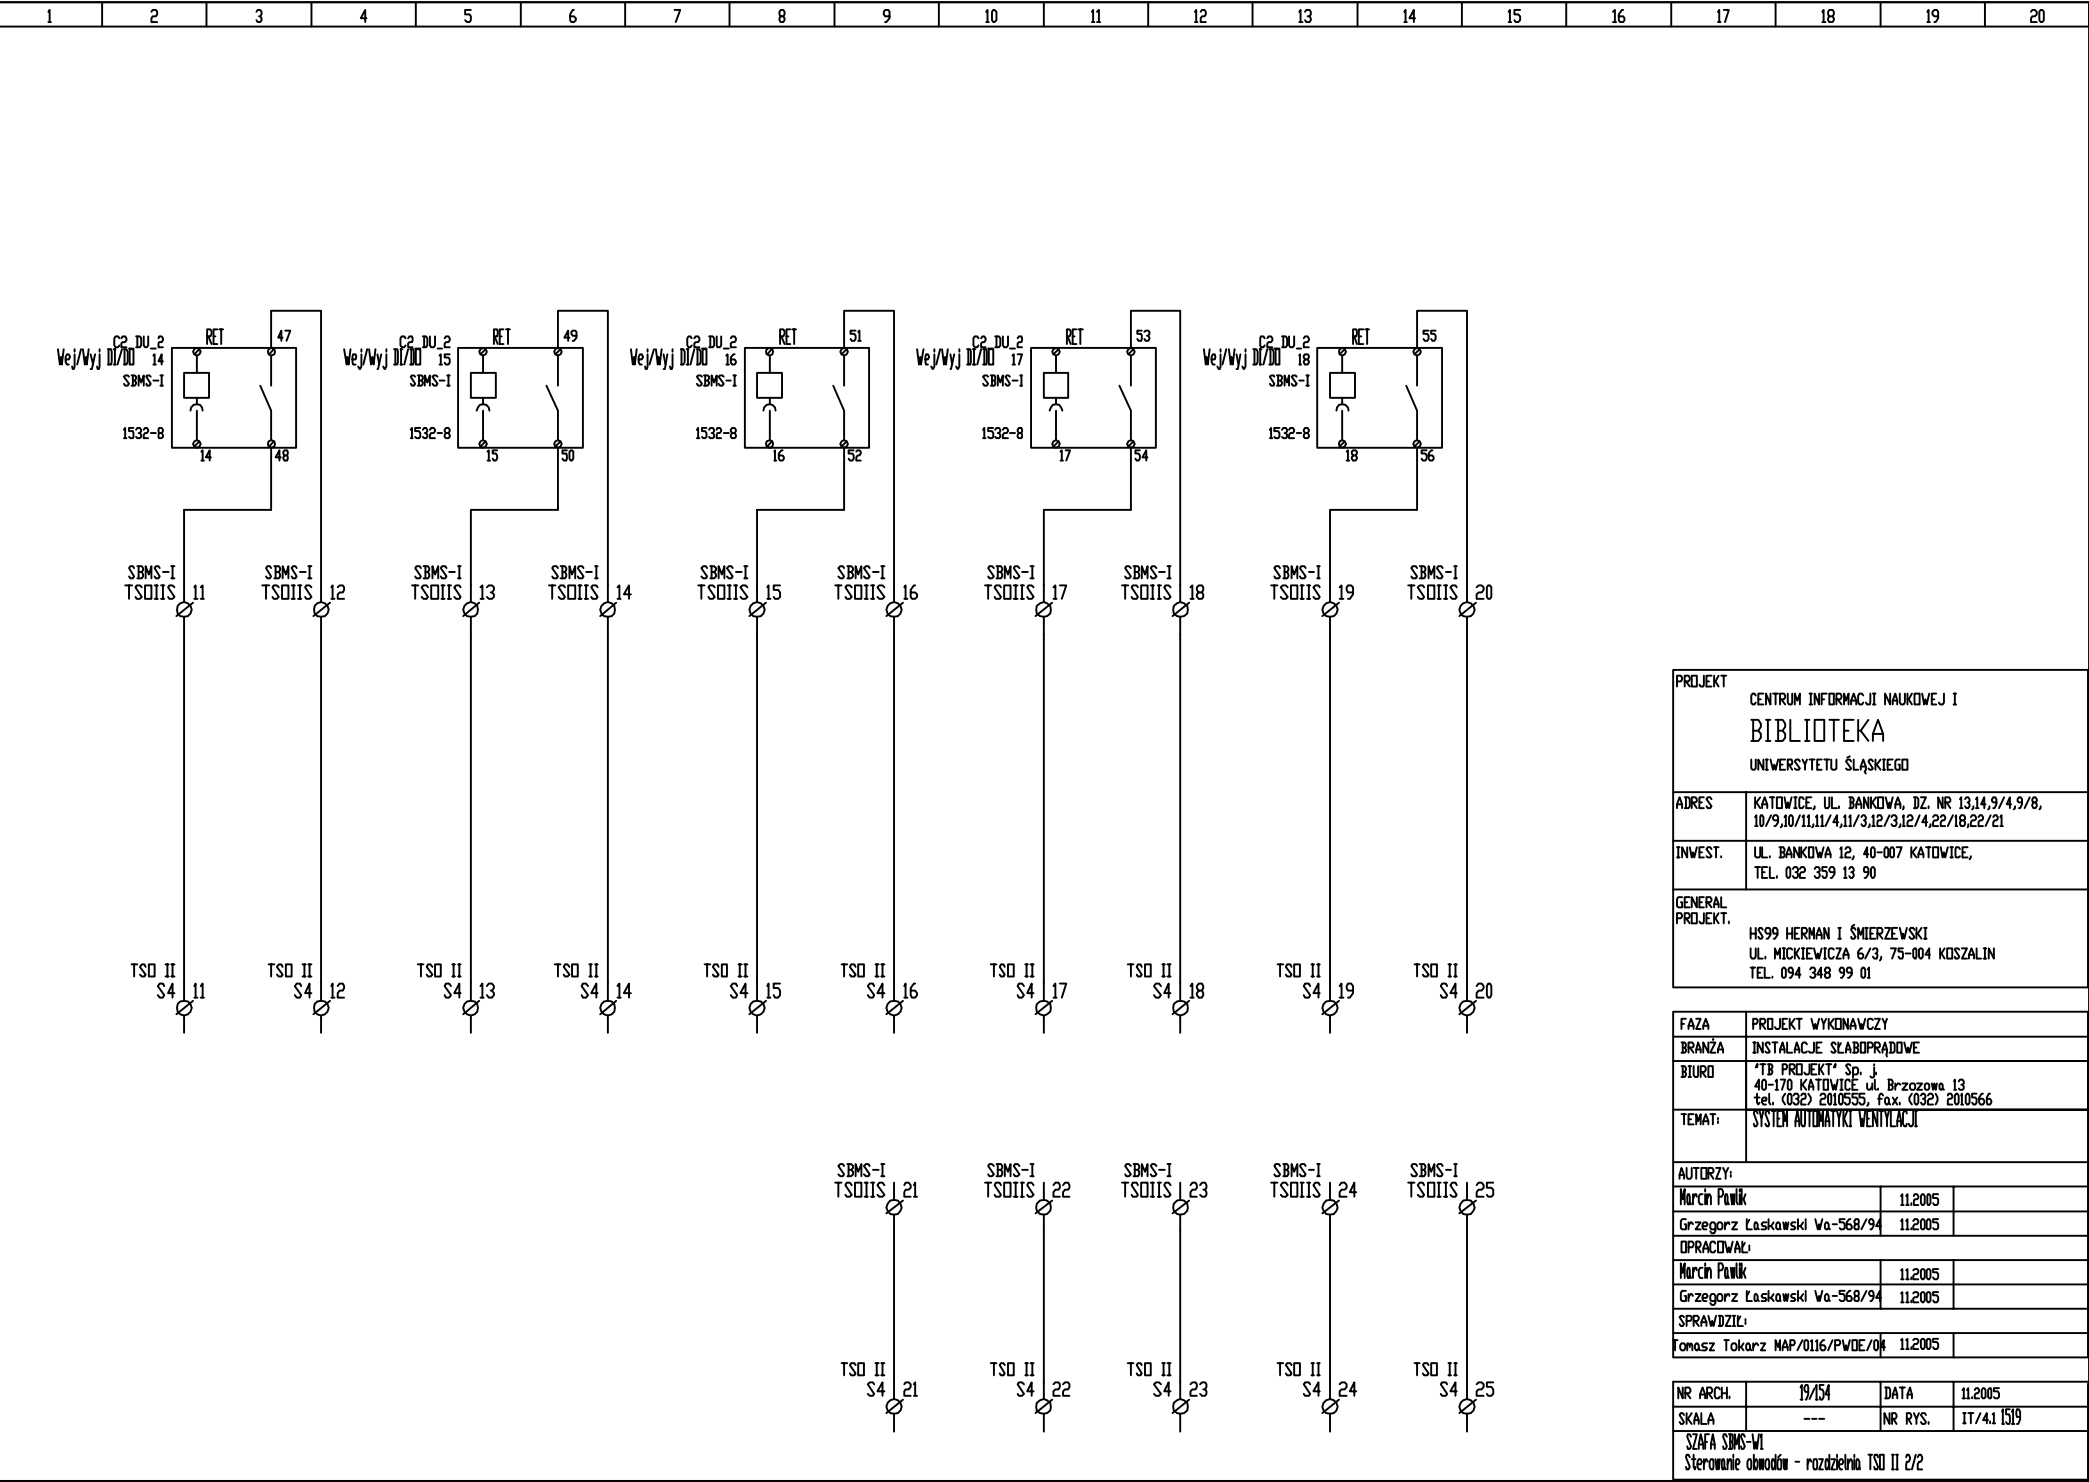 1 2 3 4 5 6 7 8 9 10 11 12 13 14 15 16 17 18 19 20
C2_DU_2 RET 47
Wej/Wyj DI/DO 14
SBMS-I
1532-8
14 48
C2_DU_2 RET 49
Wej/Wyj DI/DO 15
SBMS-I
1532-8
15 50
C2_DU_2 RET 51
Wej/Wyj DI/DO 16
SBMS-I
1532-8
16 52
C2_DU_2 RET 53
Wej/Wyj DI/DO 17
SBMS-I
1532-8
17 54
C2_DU_2 RET 55
Wej/Wyj DI/DO 18
SBMS-I
1532-8
18 56
SBMS-I SBMS-I SBMS-I SBMS-I SBMS-I SBMS-I SBMS-I SBMS-I SBMS-I SBMS-I
TSOIIS 11 TSOIIS 12 TSOIIS 13 TSOIIS 14 TSOIIS 15 TSOIIS 16 TSOIIS 17 TSOIIS 18 TSOIIS 19 TSOIIS 20
TSO II TSO II TSO II TSO II TSO II TSO II TSO II TSO II TSO II TSO II
S4 11 S4 12 S4 13 S4 14 S4 15 S4 16 S4 17 S4 18 S4 19 S4 20
SBMS-I SBMS-I SBMS-I SBMS-I SBMS-I
TSOIIS 21 TSOIIS 22 TSOIIS 23 TSOIIS 24 TSOIIS 25
TSO II TSO II TSO II TSO II TSO II
S4 21 S4 22 S4 23 S4 24 S4 25
PROJEKT
CENTRUM INFORMACJI NAUKOWEJ I
BIBLIOTEKA
UNIWERSYTETU ŚLĄSKIEGO
ADRES KATOWICE, UL. BANKOWA, DZ. NR 13,14,9/4,9/8,
10/9,10/11,11/4,11/3,12/3,12/4,22/18,22/21
INWEST. UL. BANKOWA 12, 40-007 KATOWICE,
TEL. 032 359 13 90
GENERAL
PROJEKT.
HS99 HERMAN I ŚMIERZEWSKI
UL. MICKIEWICZA 6/3, 75-004 KOSZALIN
TEL. 094 348 99 01
FAZA PROJEKT WYKONAWCZY
BRANŻA INSTALACJE SŁABOPRĄDOWE
BIURO "TB PROJEKT" Sp. j.
40-170 KATOWICE ul. Brzozowa 13
tel. (032) 2010555, fax. (032) 2010566
TEMAT: SYSTEM AUTOMATYKI WENTYLACJI
AUTORZY:
Marcin Pawlik 11.2005
Grzegorz Łaskawski Wa-568/94 11.2005
OPRACOWAŁ:
Marcin Pawlik 11.2005
Grzegorz Łaskawski Wa-568/94 11.2005
SPRAWDZIŁ:
Tomasz Tokarz MAP/0116/PWOE/04 11.2005
NR ARCH. 19/154 DATA 11.2005
SKALA --- NR RYS. IT/4.1 1519
SZAFA SBMS-W1
Sterowanie obwodów - rozdzielnia TSO II 2/2